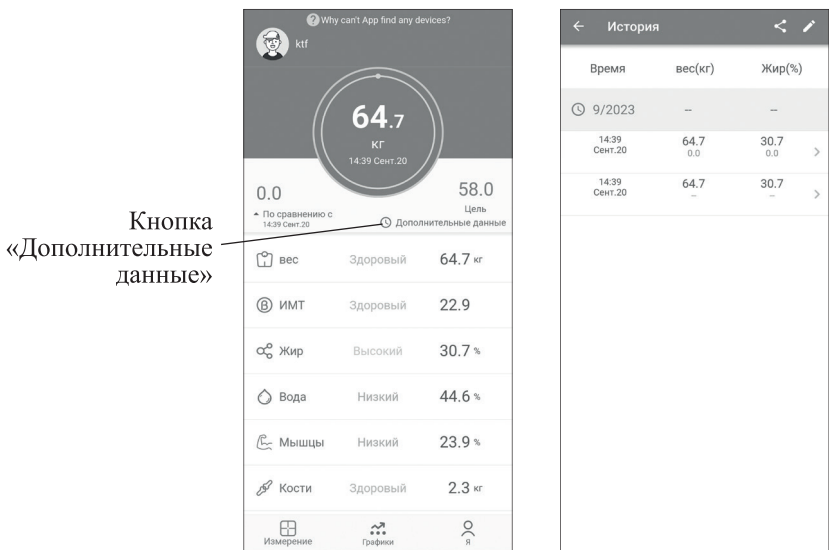 Кнопка
«Дополнительные
данные»
Why can't App find any devices?
ktf
64.7
кг
14:39 Сент.20
0.0
По сравнению с
14:39 Сент.20
58.0
Цель
Дополнительные данные
вес Здоровый 64.7 кг
ИМТ Здоровый 22.9
Жир Высокий 30.7 %
Вода Низкий 44.6 %
Мышцы Низкий 23.9 %
Кости Здоровый 2.3 кг
Измерение Графики Я
История
Время вес(кг) Жир(%)
9/2023 -- --
14:39 64.7 30.7
Сент.20 0.0 0.0
14:39 64.7 30.7
Сент.20 -- --